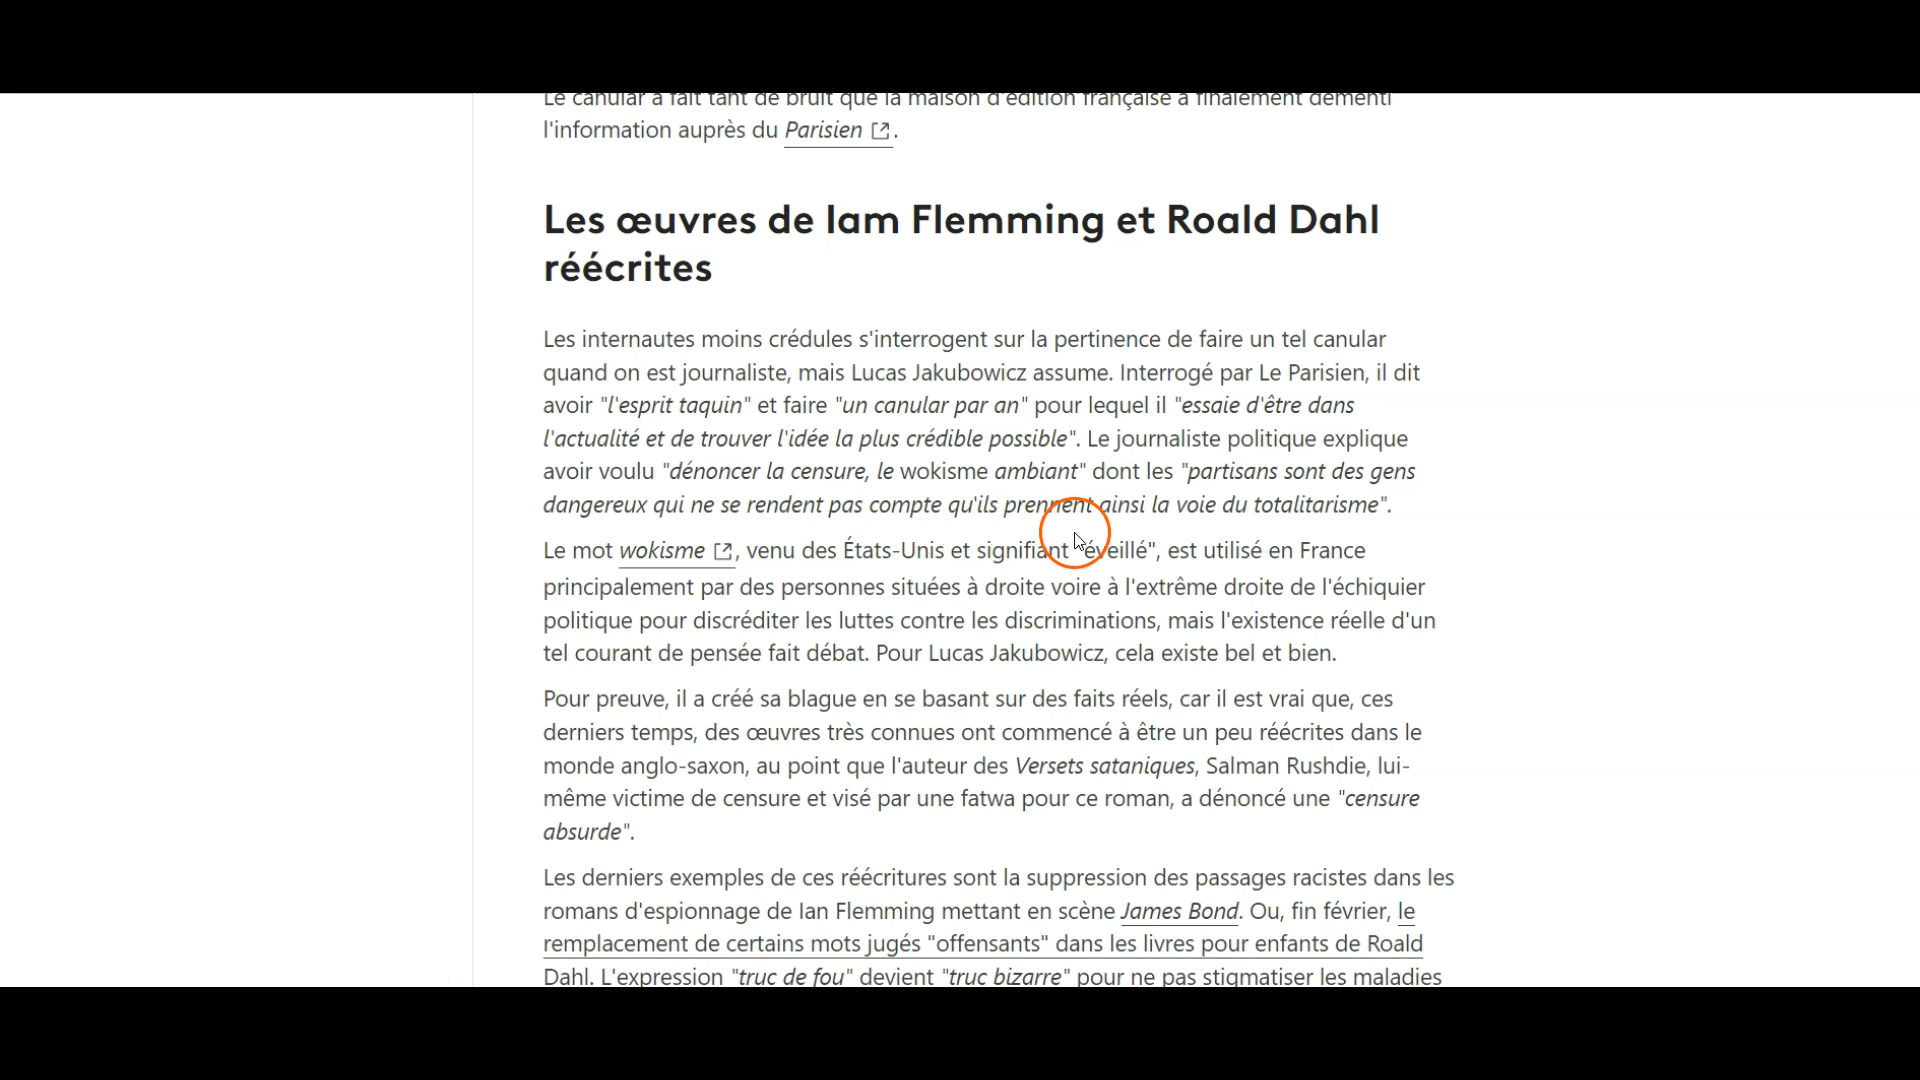 Le canular a fait tant de bruit que la maison d'édition française a finalement démenti
l'information auprès du Parisien.
Les œuvres de Iam Flemming et Roald Dahl
réécrites
Les internautes moins crédules s'interrogent sur la pertinence de faire un tel canular
quand on est journaliste, mais Lucas Jakubowicz assume. Interrogé par Le Parisien, il dit
avoir "l'esprit taquin" et faire "un canular par an" pour lequel il "essaie d'être dans
l'actualité et de trouver l'idée la plus crédible possible". Le journaliste politique explique
avoir voulu "dénoncer la censure, le wokisme ambiant" dont les "partisans sont des gens
dangereux qui ne se rendent pas compte qu'ils prennent ainsi la voie du totalitarisme".
Le mot wokisme, venu des États-Unis et signifiant "éveillé", est utilisé en France
principalement par des personnes situées à droite voire à l'extrême droite de l'échiquier
politique pour discréditer les luttes contre les discriminations, mais l'existence réelle d'un
tel courant de pensée fait débat. Pour Lucas Jakubowicz, cela existe bel et bien.
Pour preuve, il a créé sa blague en se basant sur des faits réels, car il est vrai que, ces
derniers temps, des œuvres très connues ont commencé à être un peu réécrites dans le
monde anglo-saxon, au point que l'auteur des Versets sataniques, Salman Rushdie, lui-
même victime de censure et visé par une fatwa pour ce roman, a dénoncé une "censure
absurde".
Les derniers exemples de ces réécritures sont la suppression des passages racistes dans les
romans d'espionnage de Ian Flemming mettant en scène James Bond. Ou, fin février, le
remplacement de certains mots jugés "offensants" dans les livres pour enfants de Roald
Dahl. L'expression "truc de fou" devient "truc bizarre" pour ne pas stigmatiser les maladies